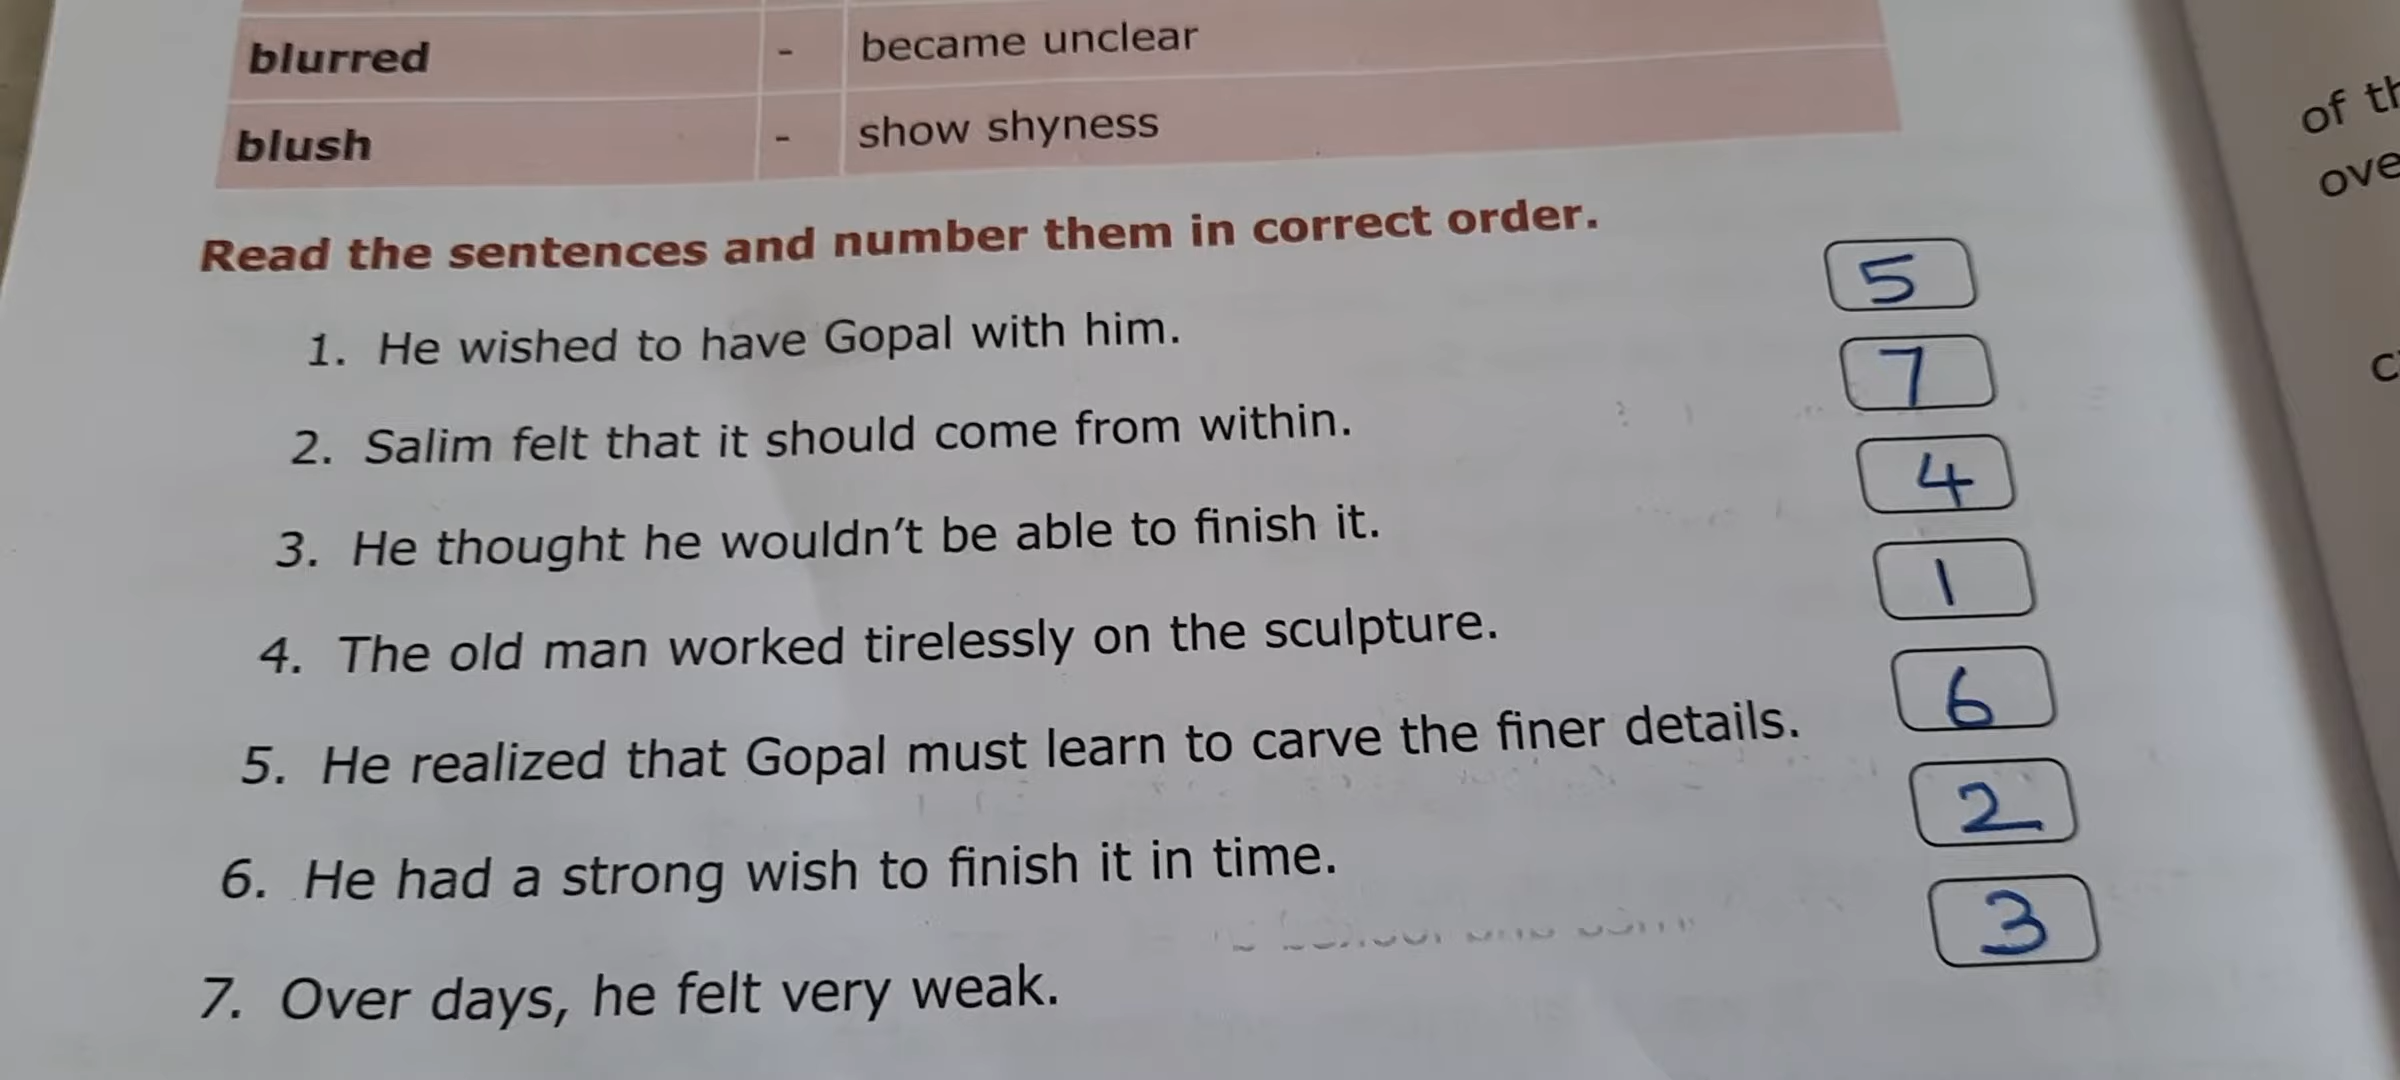 blurred - became unclear
blush - show shyness
Read the sentences and number them in correct order.
1. He wished to have Gopal with him. 5
2. Salim felt that it should come from within. 7
3. He thought he wouldn't be able to finish it. 4
4. The old man worked tirelessly on the sculpture. 1
5. He realized that Gopal must learn to carve the finer details. 6
6. He had a strong wish to finish it in time. 2
7. Over days, he felt very weak. 3
of